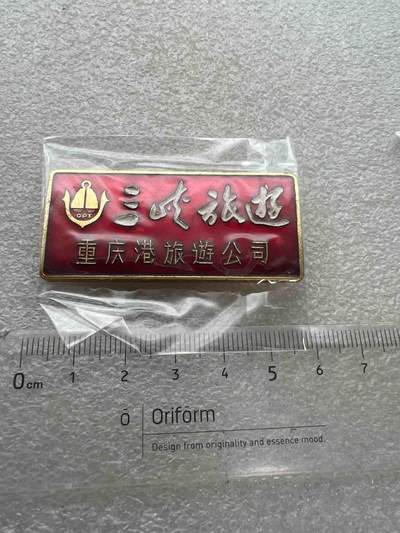 三峡旅遊
CPT
重庆港旅遊公司
0cm 1 2 3 4 5 6 7
Ō Oriform
Design from originality and essence mood.